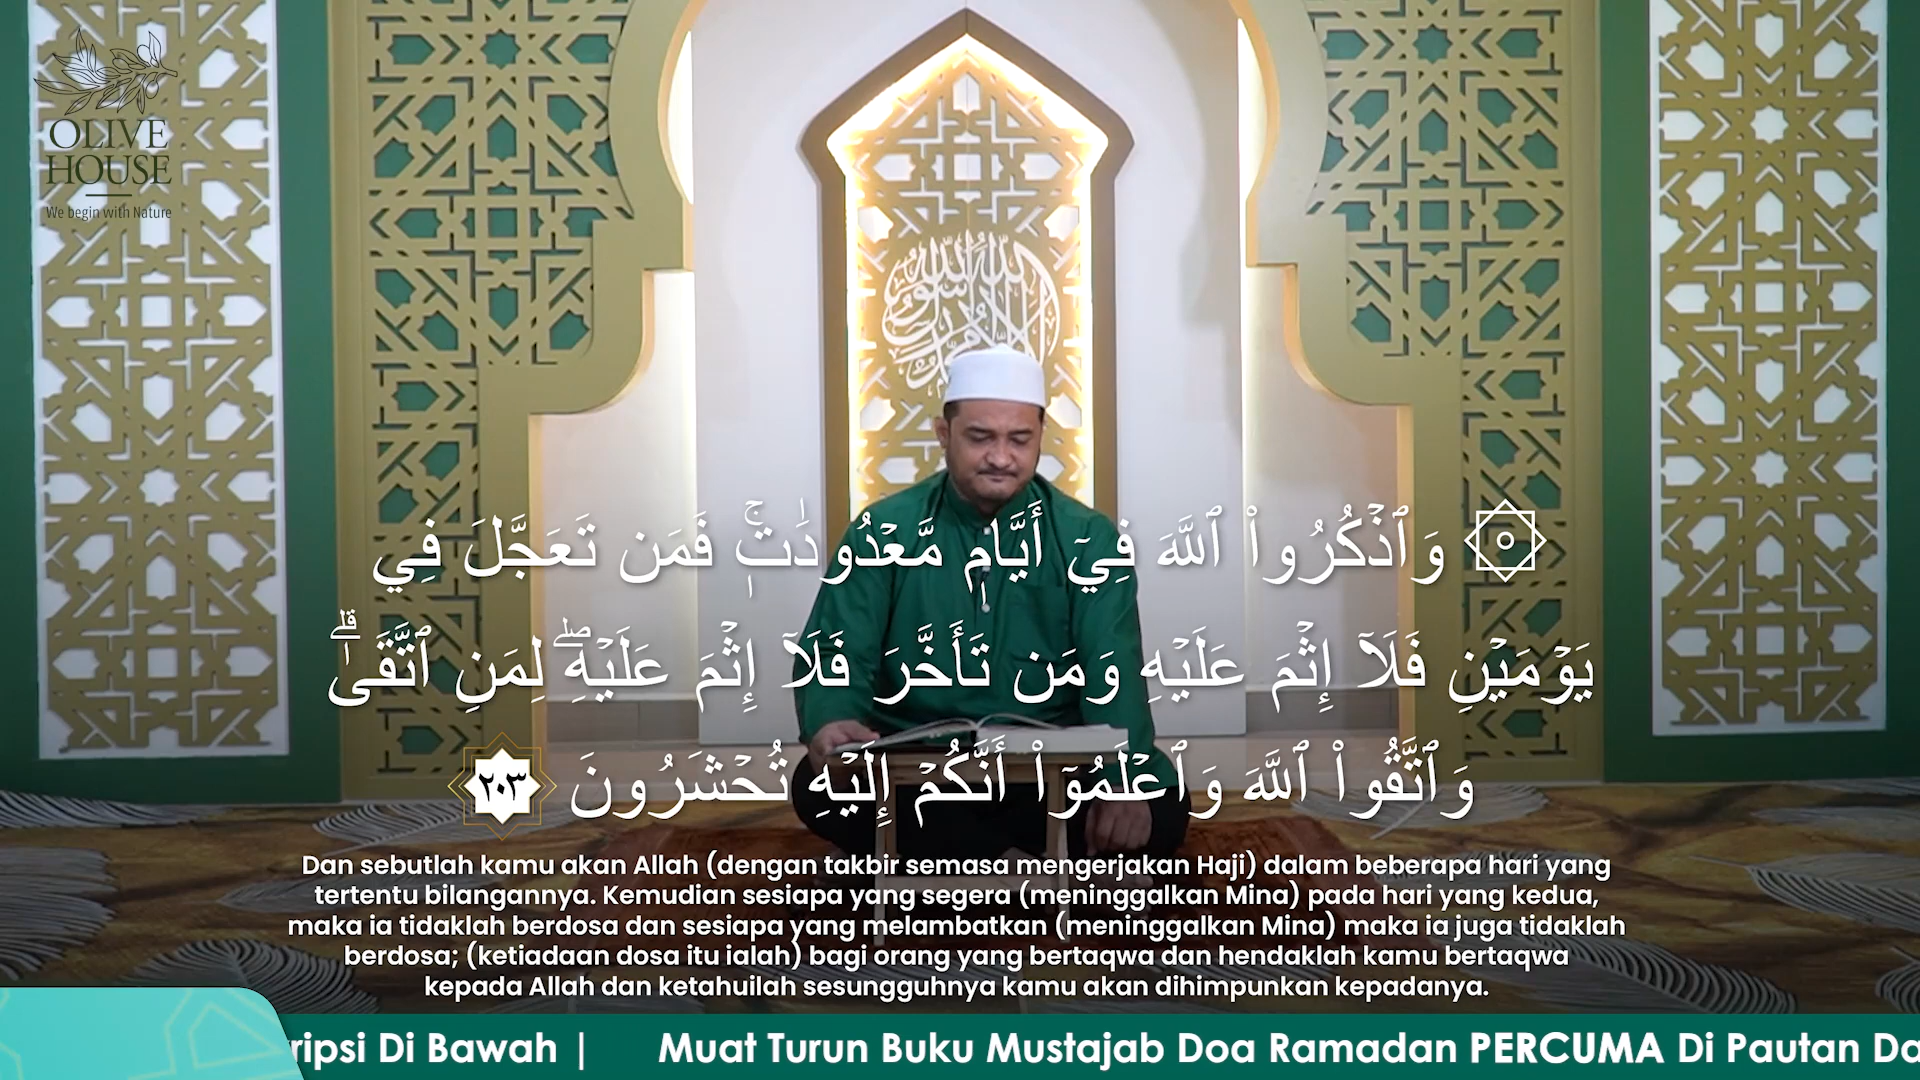 OLIVE
HOUSE
We begin with Nature
۞ وَٱذۡكُرُواْ ٱللَّهَ فِيٓ أَيَّامٖ مَّعۡدُودَٰتٖۚ فَمَن تَعَجَّلَ فِي
يَوۡمَيۡنِ فَلَآ إِثۡمَ عَلَيۡهِ وَمَن تَأَخَّرَ فَلَآ إِثۡمَ عَلَيۡهِۖ لِمَنِ ٱتَّقَىٰۗ
وَٱتَّقُواْ ٱللَّهَ وَٱعۡلَمُوٓاْ أَنَّكُمۡ إِلَيۡهِ تُحۡشَرُونَ ٢٠٣
Dan sebutlah kamu akan Allah (dengan takbir semasa mengerjakan Haji) dalam beberapa hari yang
tertentu bilangannya. Kemudian sesiapa yang segera (meninggalkan Mina) pada hari yang kedua,
maka ia tidaklah berdosa dan sesiapa yang melambatkan (meninggalkan Mina) maka ia juga tidaklah
berdosa; (ketiadaan dosa itu ialah) bagi orang yang bertaqwa dan hendaklah kamu bertaqwa
kepada Allah dan ketahuilah sesungguhnya kamu akan dihimpunkan kepadanya.
ripsi Di Bawah | Muat Turun Buku Mustajab Doa Ramadan PERCUMA Di Pautan Da